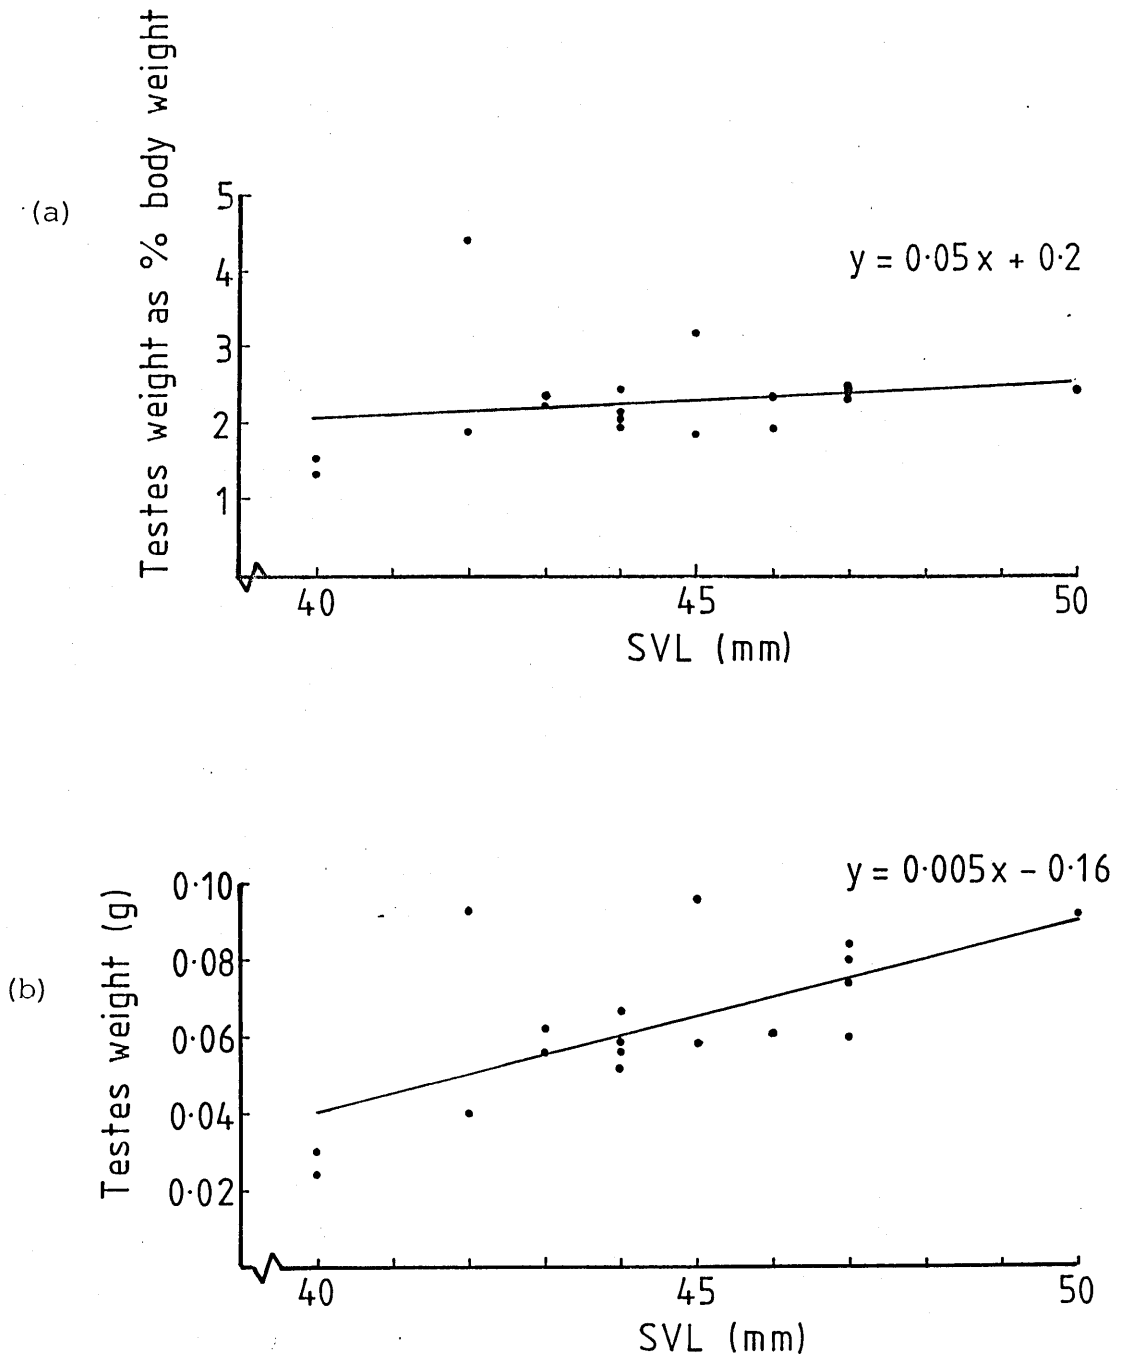 (a)
Testes weight as % body weight
5
4
3
2
1
y = 0·05x + 0·2
40 45 50
SVL (mm)
(b)
Testes weight (g)
0·10
0·08
0·06
0·04
0·02
y = 0·005x – 0·16
40 45 50
SVL (mm)